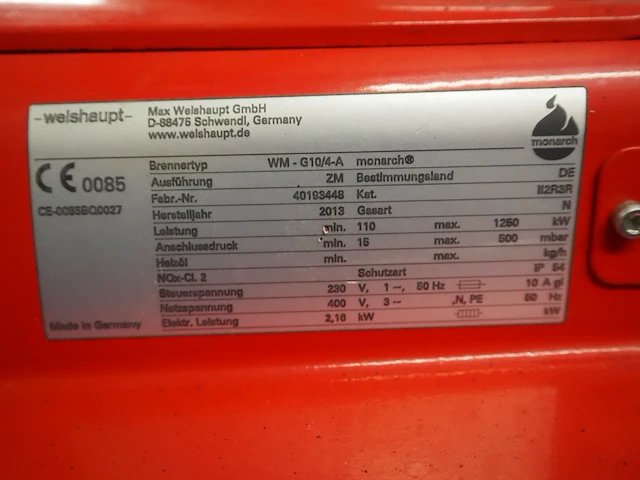 -weishaupt-
Max Weishaupt GmbH
D-88475 Schwendi, Germany
www.weishaupt.de
monarch
CE 0085
CE-0085BQ0027
Brennertyp WM - G10/4-A monarch®
Ausführung ZM Bestimmungsland DE
Fabr.-Nr. 40193448 Kat. II2R3R
Herstelljahr 2013 Gasart N
Leistung min. 110 max. 1250 kW
Anschlussdruck min. 15 max. 500 mbar
Heizöl min. max. kg/h
NOx-Cl. 2 Schutzart IP 54
Steuerspannung 230 V, 1 ~, 50 Hz 10 A gl
Netzspannung 400 V, 3 ~ ,N, PE 50 Hz
Elektr. Leistung 2,16 kW kW
Made in Germany